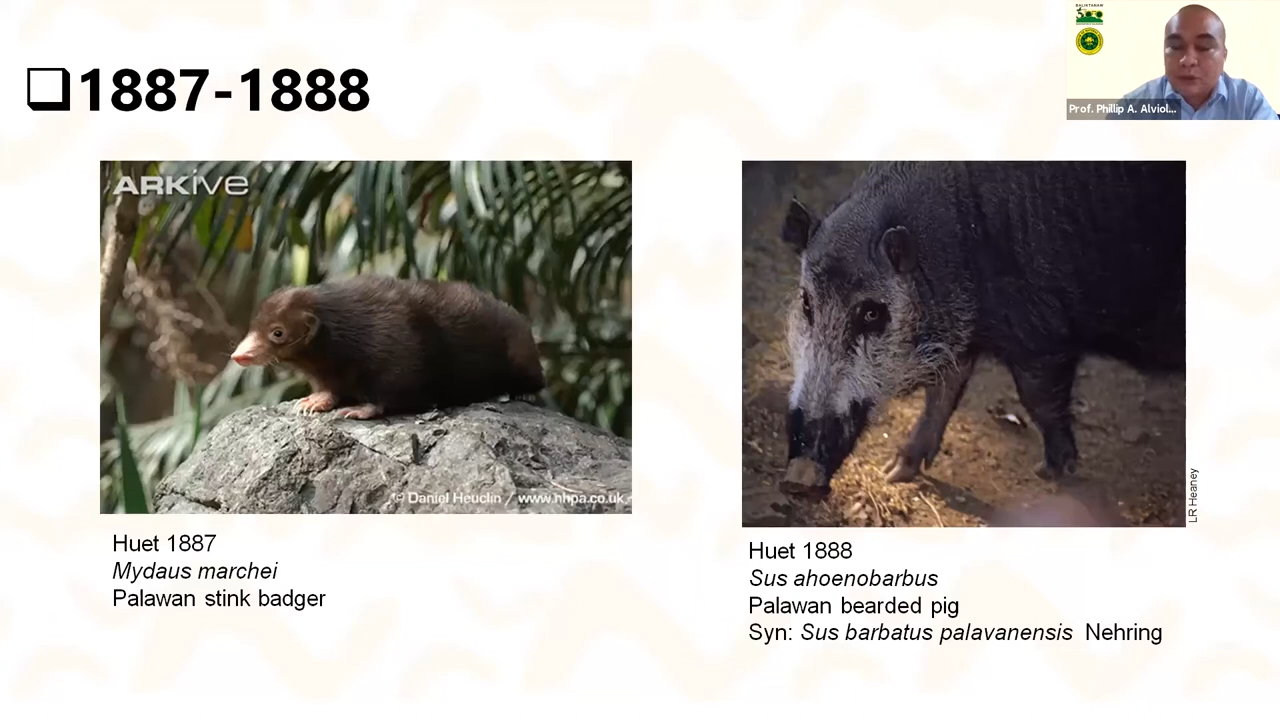 ❑1887-1888
Prof. Phillip A. Alviol...
ARKive
© Daniel Heuclin / www.nhpa.co.uk
LR Heaney
Huet 1887
Mydaus marchei
Palawan stink badger
Huet 1888
Sus ahoenobarbus
Palawan bearded pig
Syn: Sus barbatus palavanensis Nehring